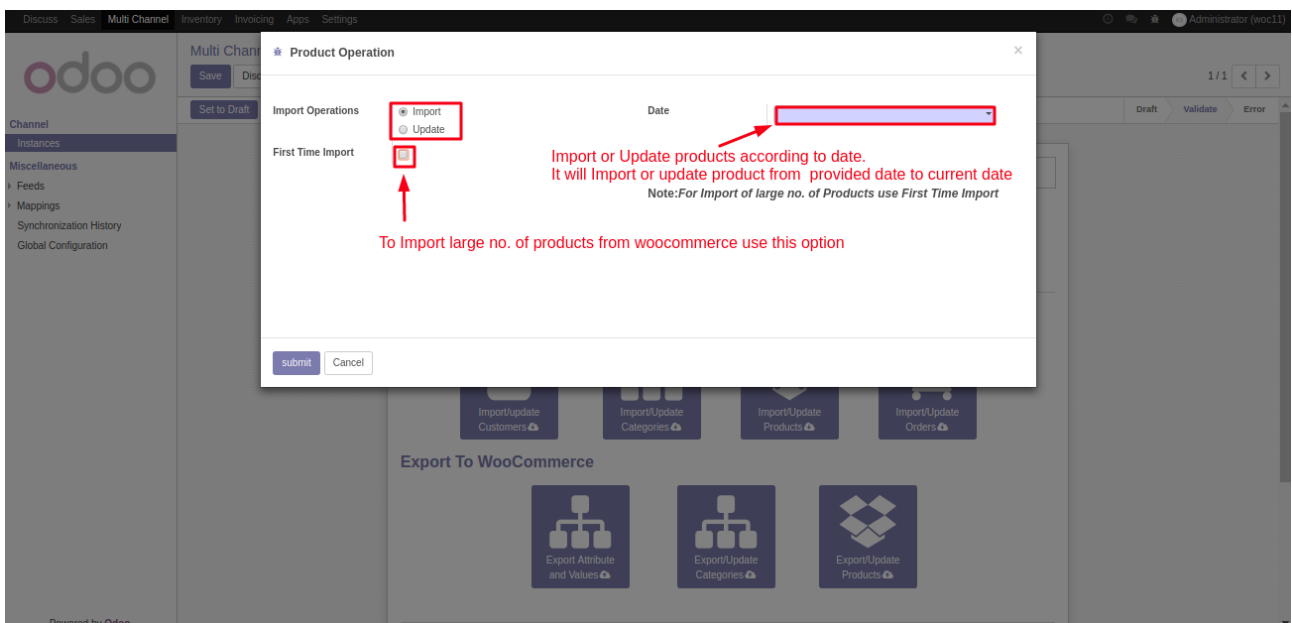 Discuss Sales Multi Channel Inventory Invoicing Apps Settings
Administrator (woc11)
odoo
Multi Chann
Save Disc
1 / 1
Set to Draft
Draft Validate Error
Channel
Instances
Miscellaneous
Feeds
Mappings
Synchronization History
Global Configuration
Product Operation
×
Import Operations
Import
Update
Date
First Time Import
Import or Update products according to date.
It will Import or update product from provided date to current date
Note:For Import of large no. of Products use First Time Import
To Import large no. of products from woocommerce use this option
submit Cancel
Import/update
Customers
Import/Update
Categories
Import/Update
Products
Import/Update
Orders
Export To WooCommerce
Export Attribute
and Values
Export/Update
Categories
Export/Update
Products
Powered by Odoo